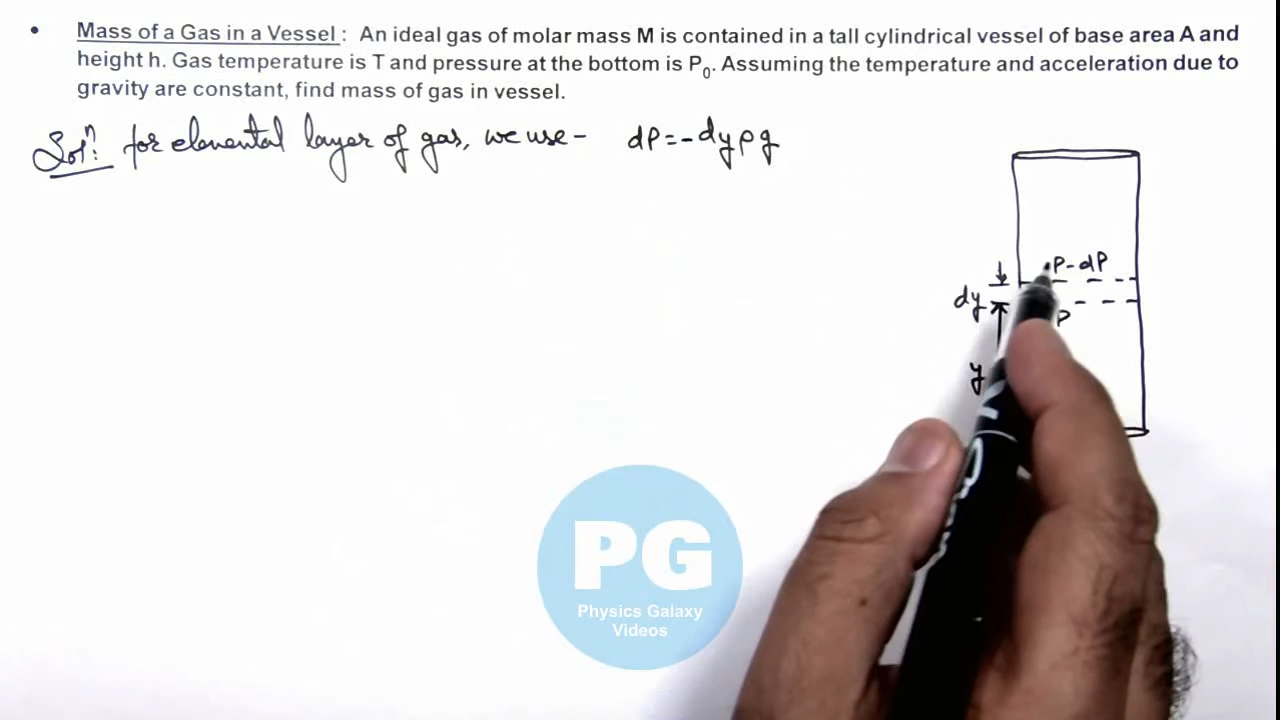 • Mass of a Gas in a Vessel : An ideal gas of molar mass M is contained in a tall cylindrical vessel of base area A and
height h. Gas temperature is T and pressure at the bottom is P₀. Assuming the temperature and acceleration due to
gravity are constant, find mass of gas in vessel.
Solⁿ: for elemental layer of gas, we use - dP = - dyρg
P-dP
dy
P
y
PG
Physics Galaxy
Videos